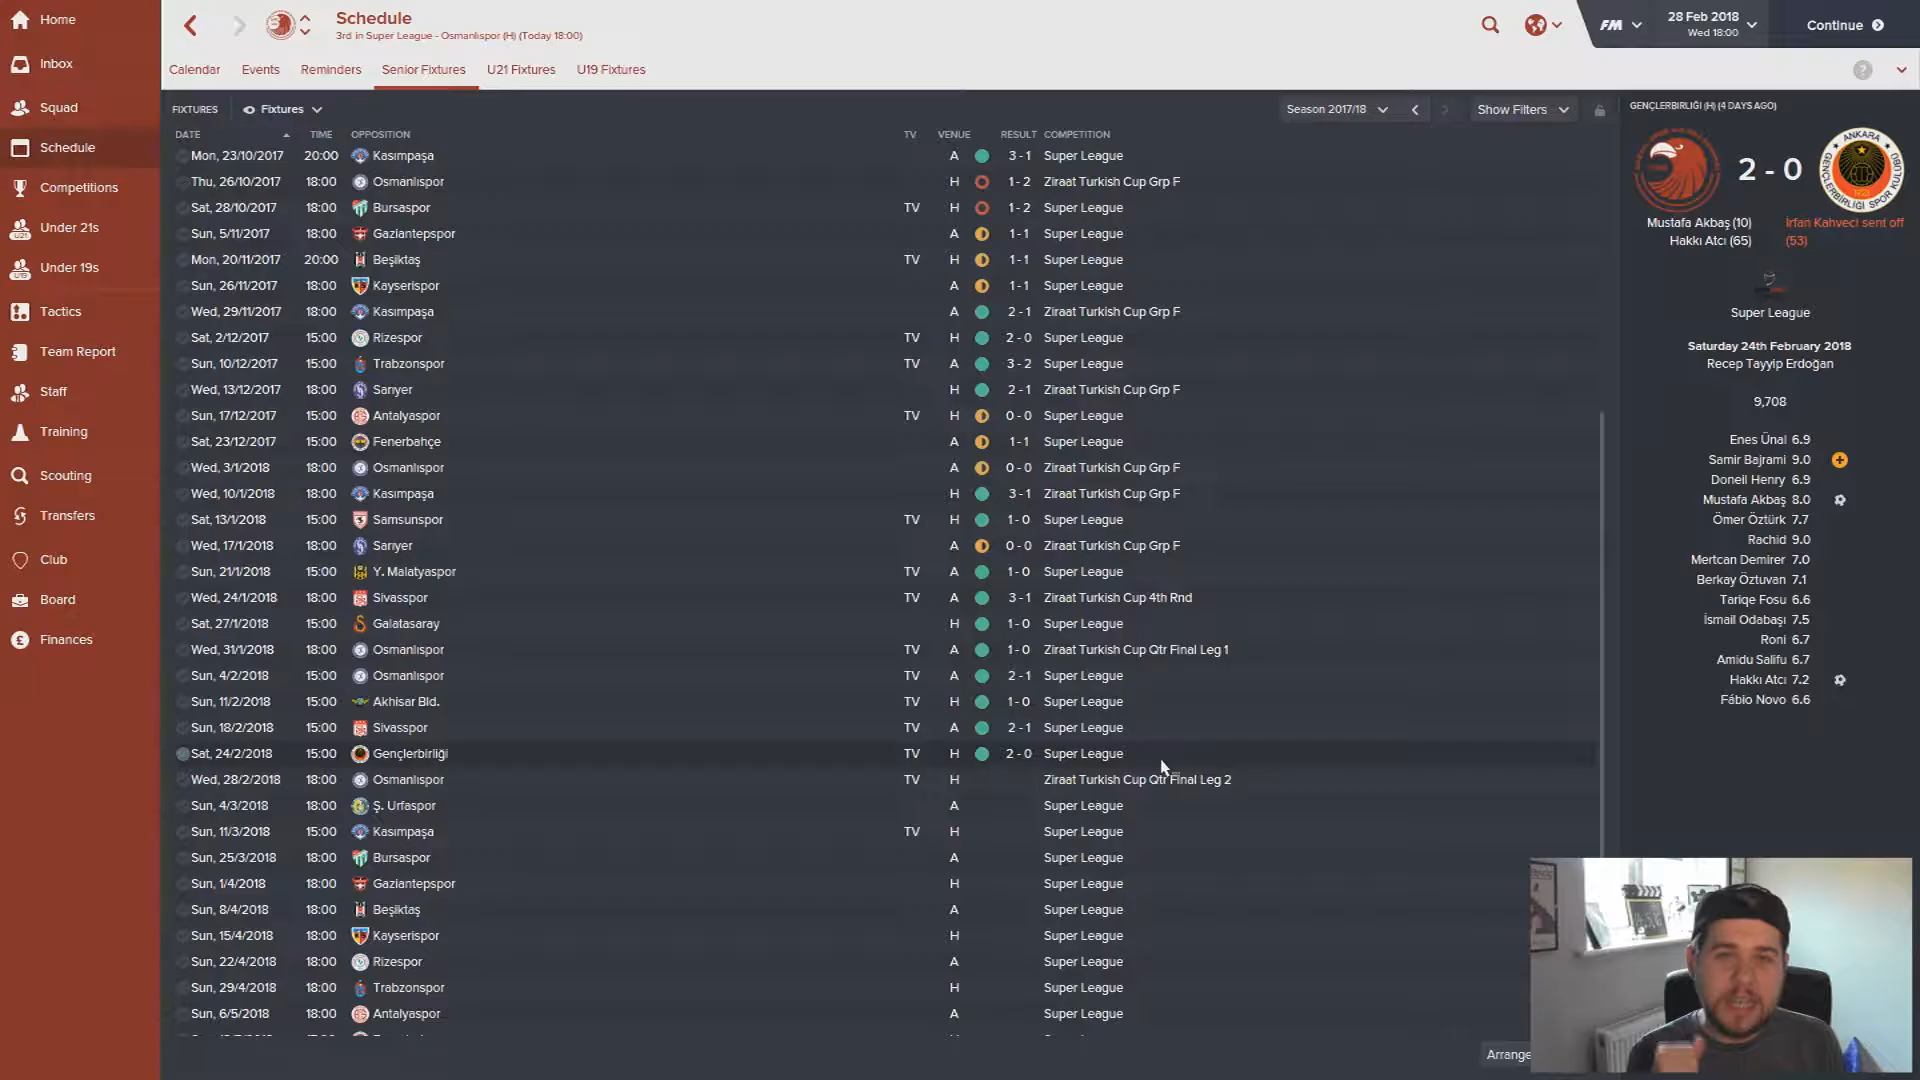 Home
Inbox
Squad
Schedule
Competitions
Under 21s
Under 19s
Tactics
Team Report
Staff
Training
Scouting
Transfers
Club
Board
Finances
Schedule
3rd in Super League - Osmanlıspor (H) (Today 18:00)
FM
28 Feb 2018
Wed 18:00
Continue
Calendar Events Reminders Senior Fixtures U21 Fixtures U19 Fixtures
FIXTURES Fixtures Season 2017/18 Show Filters
DATE TIME OPPOSITION TV VENUE RESULT COMPETITION
Mon, 23/10/2017 20:00 Kasımpaşa A 3 - 1 Super League
Thu, 26/10/2017 18:00 Osmanlıspor H 1 - 2 Ziraat Turkish Cup Grp F
Sat, 28/10/2017 18:00 Bursaspor TV H 1 - 2 Super League
Sun, 5/11/2017 18:00 Gaziantepspor A 1 - 1 Super League
Mon, 20/11/2017 20:00 Beşiktaş TV H 1 - 1 Super League
Sun, 26/11/2017 18:00 Kayserispor A 1 - 1 Super League
Wed, 29/11/2017 18:00 Kasımpaşa A 2 - 1 Ziraat Turkish Cup Grp F
Sat, 2/12/2017 15:00 Rizespor TV H 2 - 0 Super League
Sun, 10/12/2017 15:00 Trabzonspor TV A 3 - 2 Super League
Wed, 13/12/2017 18:00 Sarıyer H 2 - 1 Ziraat Turkish Cup Grp F
Sun, 17/12/2017 15:00 Antalyaspor TV H 0 - 0 Super League
Sat, 23/12/2017 15:00 Fenerbahçe A 1 - 1 Super League
Wed, 3/1/2018 18:00 Osmanlıspor A 0 - 0 Ziraat Turkish Cup Grp F
Wed, 10/1/2018 18:00 Kasımpaşa H 3 - 1 Ziraat Turkish Cup Grp F
Sat, 13/1/2018 15:00 Samsunspor TV H 1 - 0 Super League
Wed, 17/1/2018 18:00 Sarıyer A 0 - 0 Ziraat Turkish Cup Grp F
Sun, 21/1/2018 15:00 Y. Malatyaspor TV A 1 - 0 Super League
Wed, 24/1/2018 18:00 Sivasspor TV A 3 - 1 Ziraat Turkish Cup 4th Rnd
Sat, 27/1/2018 15:00 Galatasaray H 1 - 0 Super League
Wed, 31/1/2018 18:00 Osmanlıspor TV A 1 - 0 Ziraat Turkish Cup Qtr Final Leg 1
Sun, 4/2/2018 15:00 Osmanlıspor TV A 2 - 1 Super League
Sun, 11/2/2018 15:00 Akhisar Bld. TV H 1 - 0 Super League
Sun, 18/2/2018 15:00 Sivasspor TV A 2 - 1 Super League
Sat, 24/2/2018 15:00 Gençlerbirliği TV H 2 - 0 Super League
Wed, 28/2/2018 18:00 Osmanlıspor TV H Ziraat Turkish Cup Qtr Final Leg 2
Sun, 4/3/2018 18:00 Ş. Urfaspor A Super League
Sun, 11/3/2018 15:00 Kasımpaşa TV H Super League
Sun, 25/3/2018 18:00 Bursaspor A Super League
Sun, 1/4/2018 18:00 Gaziantepspor H Super League
Sun, 8/4/2018 18:00 Beşiktaş A Super League
Sun, 15/4/2018 18:00 Kayserispor H Super League
Sun, 22/4/2018 18:00 Rizespor A Super League
Sun, 29/4/2018 18:00 Trabzonspor H Super League
Sun, 6/5/2018 18:00 Antalyaspor A Super League
Arrange
GENÇLERBIRLIĞI (H) (4 DAYS AGO)
2 - 0
ANKARA
GENÇLERBİRLİĞİ SPOR KULÜBÜ
1923
Mustafa Akbaş (10)
Hakkı Atcı (65)
İrfan Kahveci sent off
(53)
Super League
Saturday 24th February 2018
Recep Tayyip Erdoğan
9,708
Enes Ünal 6.9
Samir Bajrami 9.0
Doneil Henry 6.9
Mustafa Akbaş 8.0
Ömer Öztürk 7.7
Rachid 9.0
Mertcan Demirer 7.0
Berkay Öztuvan 7.1
Tariqe Fosu 6.6
İsmail Odabaşı 7.5
Roni 6.7
Amidu Salifu 6.7
Hakkı Atcı 7.2
Fábio Novo 6.6